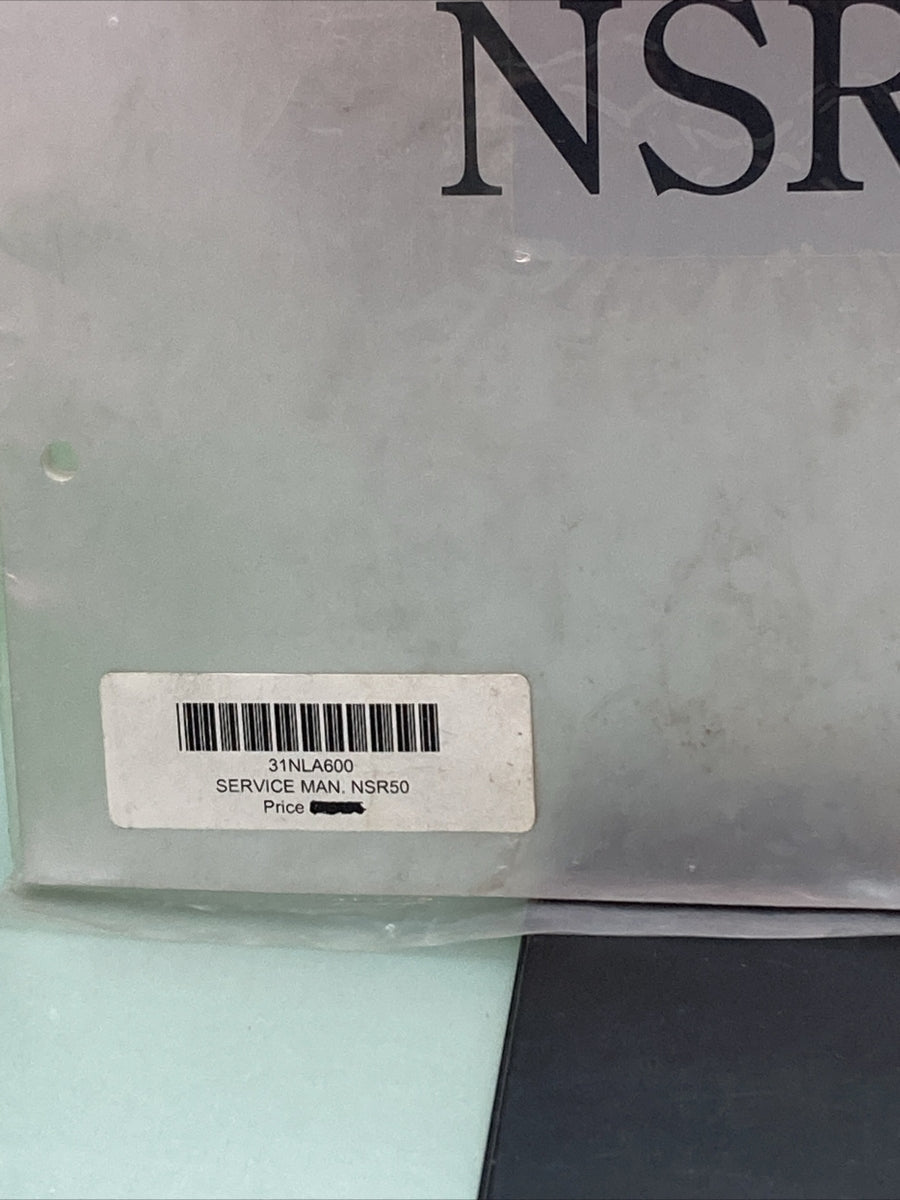 NSR
31NLA600
SERVICE MAN. NSR50
Price